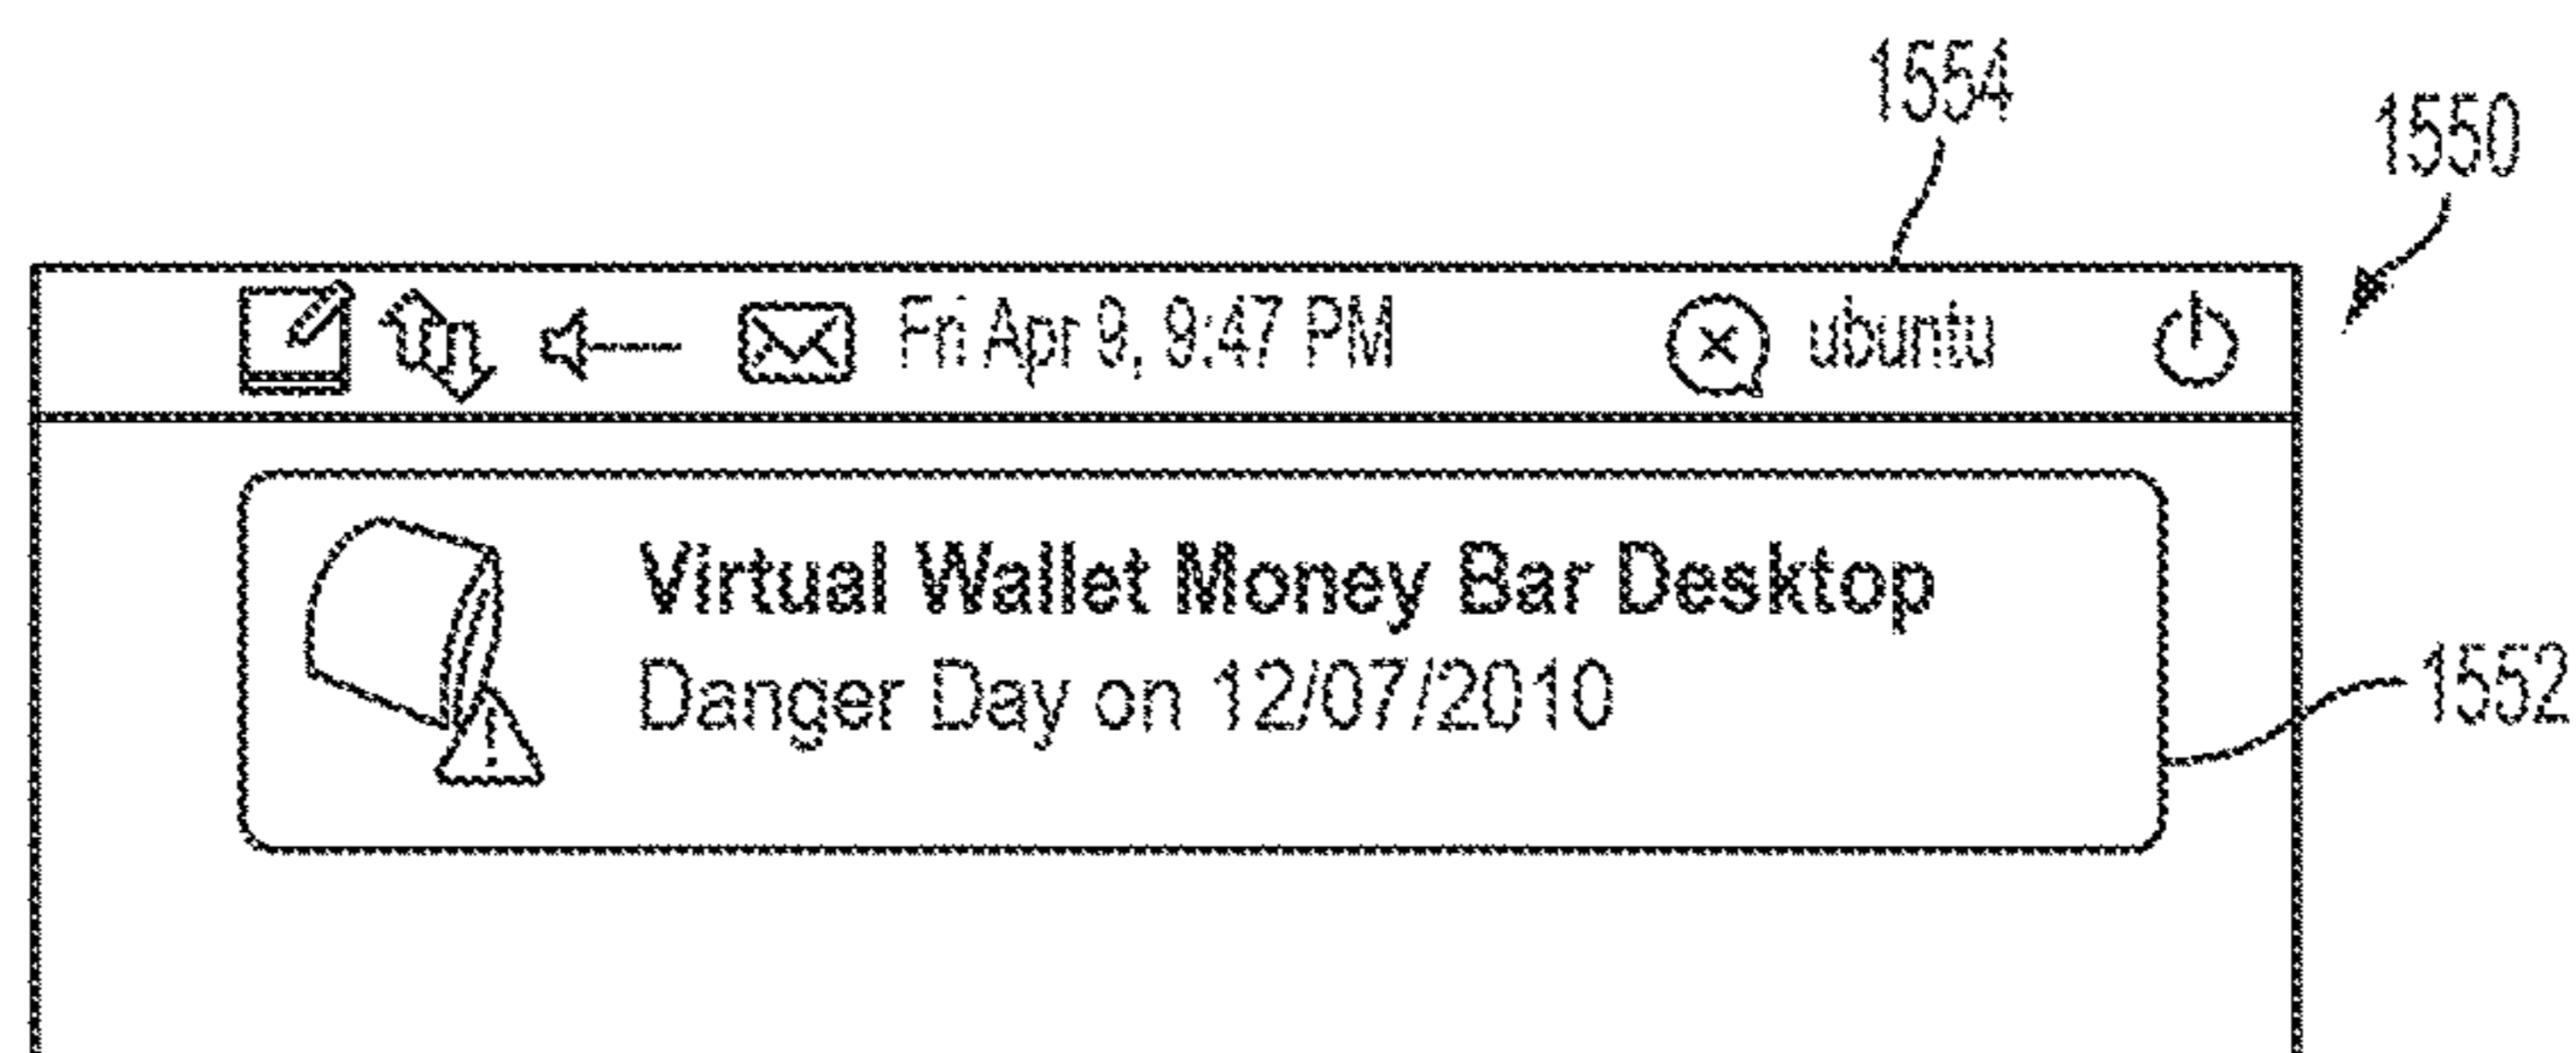 1554
1550
Fri Apr 9, 9:47 PM ubuntu
Virtual Wallet Money Bar Desktop
Danger Day on 12/07/2010
1552